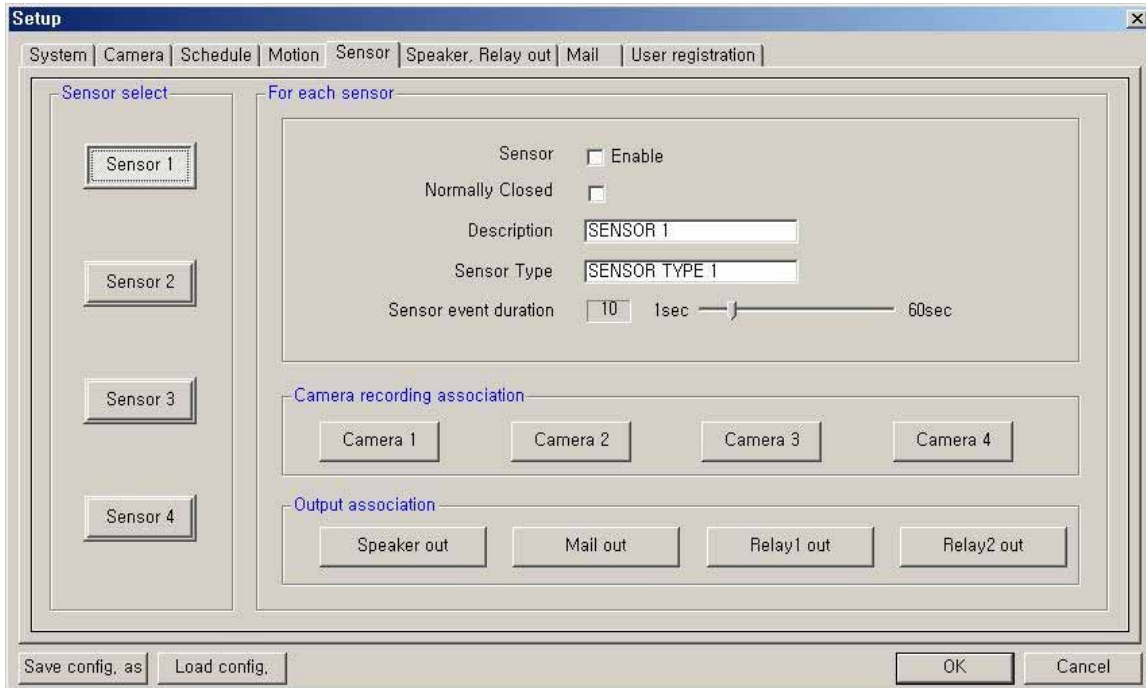 Setup
System | Camera | Schedule | Motion | Sensor | Speaker, Relay out | Mail | User registration
Sensor select
Sensor 1
Sensor 2
Sensor 3
Sensor 4
For each sensor
Sensor Enable
Normally Closed
Description SENSOR 1
Sensor Type SENSOR TYPE 1
Sensor event duration 10 1sec 60sec
Camera recording association
Camera 1 Camera 2 Camera 3 Camera 4
Output association
Speaker out Mail out Relay1 out Relay2 out
Save config, as Load config, OK Cancel